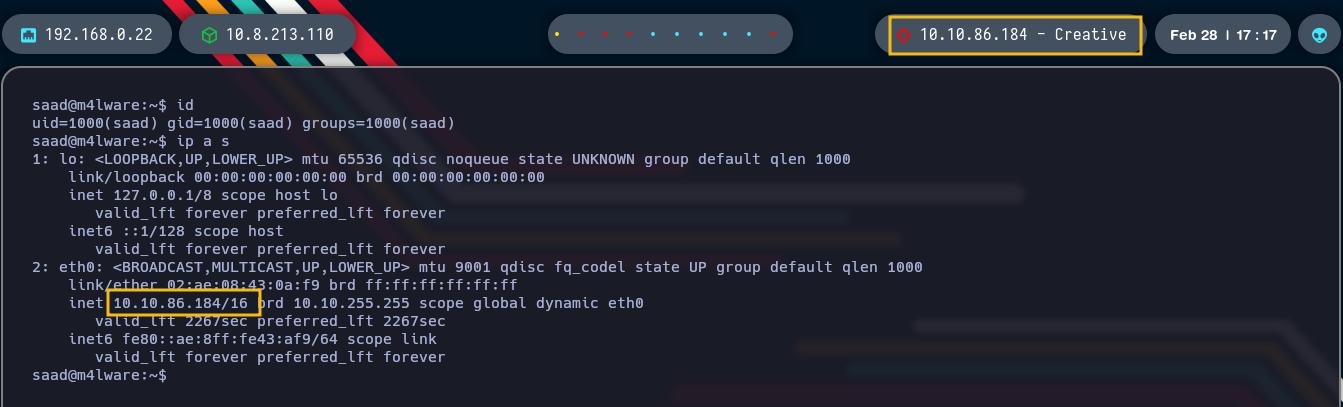 192.168.0.22
10.8.213.110
10.10.86.184 - Creative
Feb 28 | 17:17
saad@m4lware:~$ id
uid=1000(saad) gid=1000(saad) groups=1000(saad)
saad@m4lware:~$ ip a s
1: lo: <LOOPBACK,UP,LOWER_UP> mtu 65536 qdisc noqueue state UNKNOWN group default qlen 1000
link/loopback 00:00:00:00:00:00 brd 00:00:00:00:00:00
inet 127.0.0.1/8 scope host lo
valid_lft forever preferred_lft forever
inet6 ::1/128 scope host
valid_lft forever preferred_lft forever
2: eth0: <BROADCAST,MULTICAST,UP,LOWER_UP> mtu 9001 qdisc fq_codel state UP group default qlen 1000
link/ether 02:ae:08:43:0a:f9 brd ff:ff:ff:ff:ff:ff
inet 10.10.86.184/16 brd 10.10.255.255 scope global dynamic eth0
valid_lft 2267sec preferred_lft 2267sec
inet6 fe80::ae:8ff:fe43:af9/64 scope link
valid_lft forever preferred_lft forever
saad@m4lware:~$